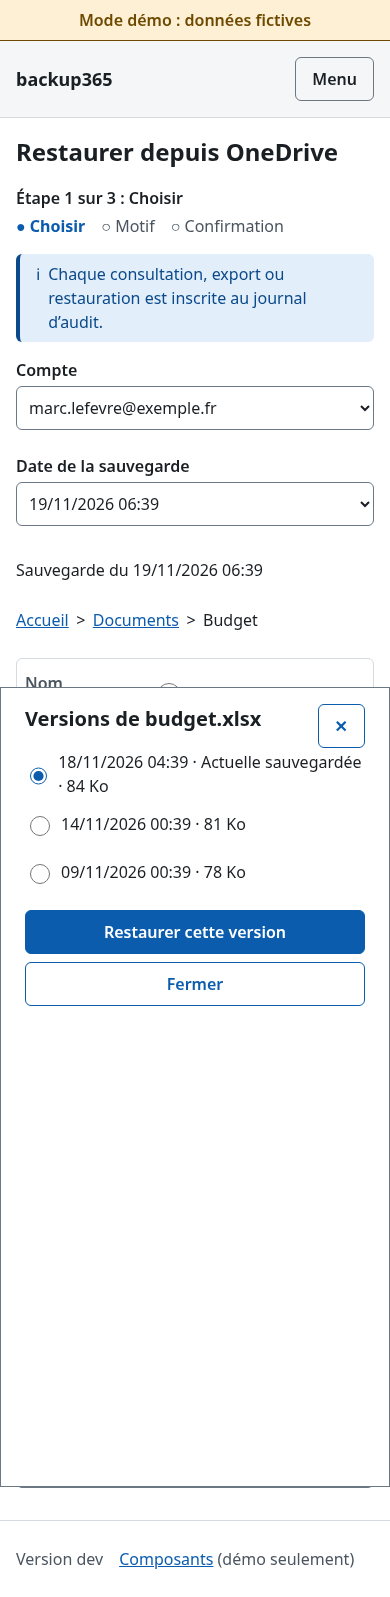 Mode démo : données fictives
backup365
Menu
Restaurer depuis OneDrive
Étape 1 sur 3 : Choisir
● Choisir ○ Motif ○ Confirmation
i Chaque consultation, export ou
restauration est inscrite au journal
d’audit.
Compte
marc.lefevre@exemple.fr
Date de la sauvegarde
19/11/2026 06:39
Sauvegarde du 19/11/2026 06:39
Accueil > Documents > Budget
Nom
Versions de budget.xlsx
×
18/11/2026 04:39 · Actuelle sauvegardée
· 84 Ko
14/11/2026 00:39 · 81 Ko
09/11/2026 00:39 · 78 Ko
Restaurer cette version
Fermer
Version dev Composants (démo seulement)